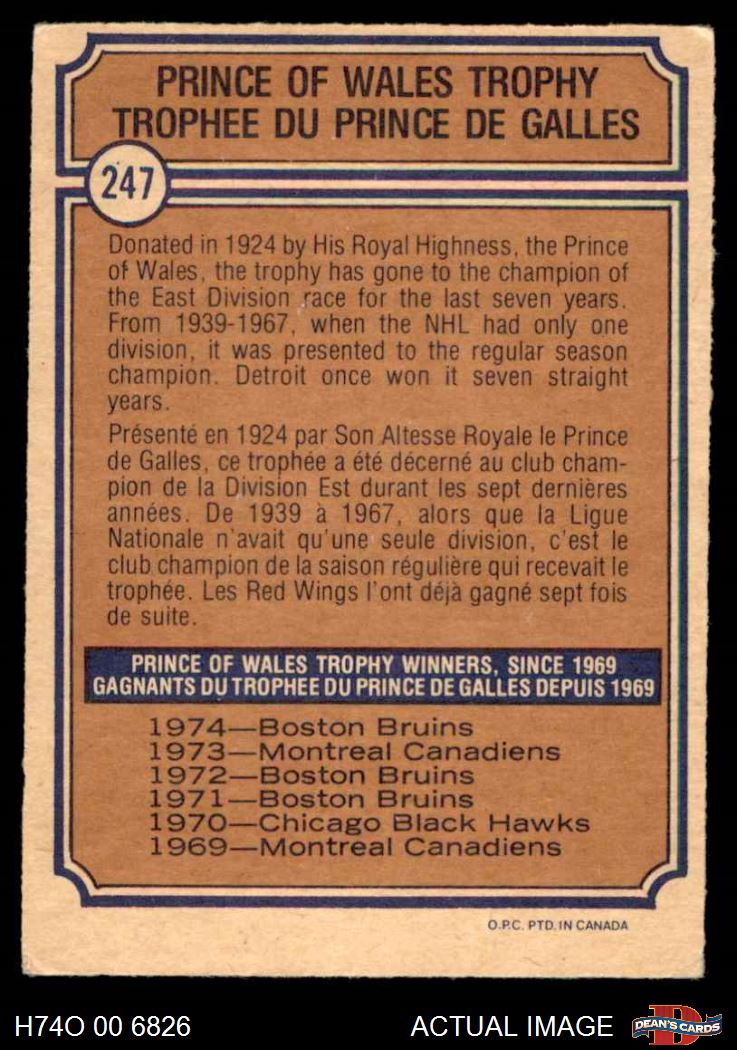 PRINCE OF WALES TROPHY
TROPHEE DU PRINCE DE GALLES
247
Donated in 1924 by His Royal Highness, the Prince
of Wales, the trophy has gone to the champion of
the East Division race for the last seven years.
From 1939-1967, when the NHL had only one
division, it was presented to the regular season
champion. Detroit once won it seven straight
years.
Présenté en 1924 par Son Altesse Royale le Prince
de Galles, ce trophée a été décerné au club cham-
pion de la Division Est durant les sept dernières
années. De 1939 à 1967, alors que la Ligue
Nationale n'avait qu'une seule division, c'est le
club champion de la saison régulière qui recevait le
trophée. Les Red Wings l'ont déjà gagné sept fois
de suite.
PRINCE OF WALES TROPHY WINNERS, SINCE 1969
GAGNANTS DU TROPHEE DU PRINCE DE GALLES DEPUIS 1969
1974—Boston Bruins
1973—Montreal Canadiens
1972—Boston Bruins
1971—Boston Bruins
1970—Chicago Black Hawks
1969—Montreal Canadiens
O.P.C. PTD. IN CANADA
H74O 00 6826 ACTUAL IMAGE D DEAN'S CARDS